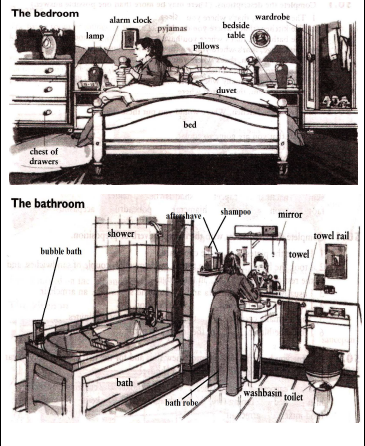 The bedroom
alarm clock
pyjamas
wardrobe
lamp
bedside
table
pillows
duvet
bed
chest of
drawers
The bathroom
aftershave
shampoo
mirror
shower
towel rail
bubble bath
towel
bath
bath robe
washbasin
toilet